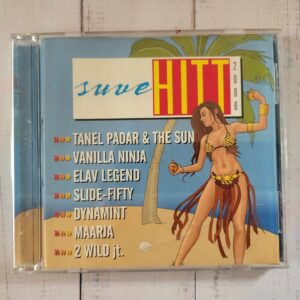 suve HITT
2006
TANEL PADAR & THE SUN
VANILLA NINJA
ELAV LEGEND
SLIDE-FIFTY
DYNAMINT
MAARJA
2 WILD jt.